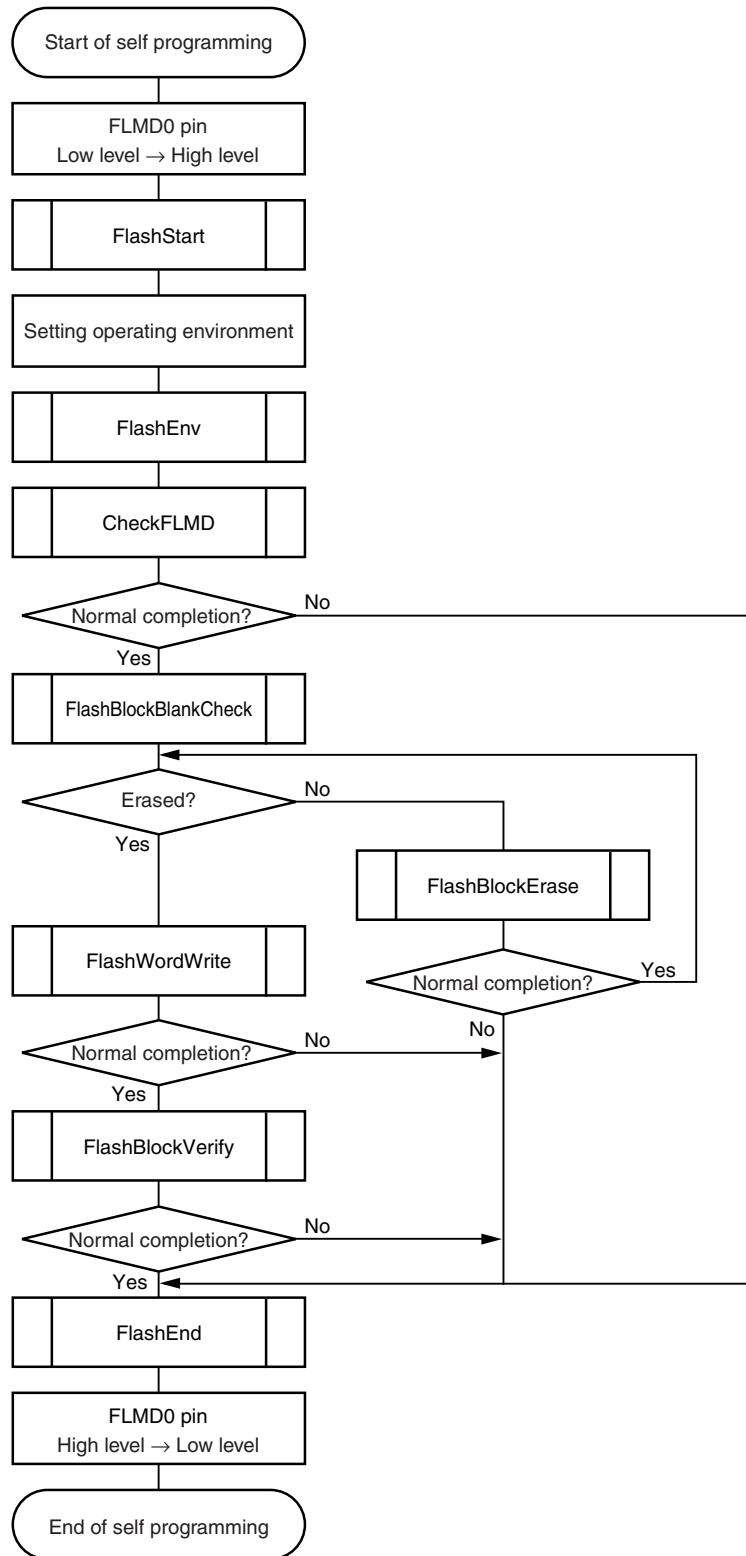 Start of self programming
FLMD0 pin
Low level → High level
FlashStart
Setting operating environment
FlashEnv
CheckFLMD
Normal completion?
No
Yes
FlashBlockBlankCheck
Erased?
No
Yes
FlashBlockErase
Normal completion?
Yes
No
FlashWordWrite
Normal completion?
No
Yes
FlashBlockVerify
Normal completion?
No
Yes
FlashEnd
FLMD0 pin
High level → Low level
End of self programming